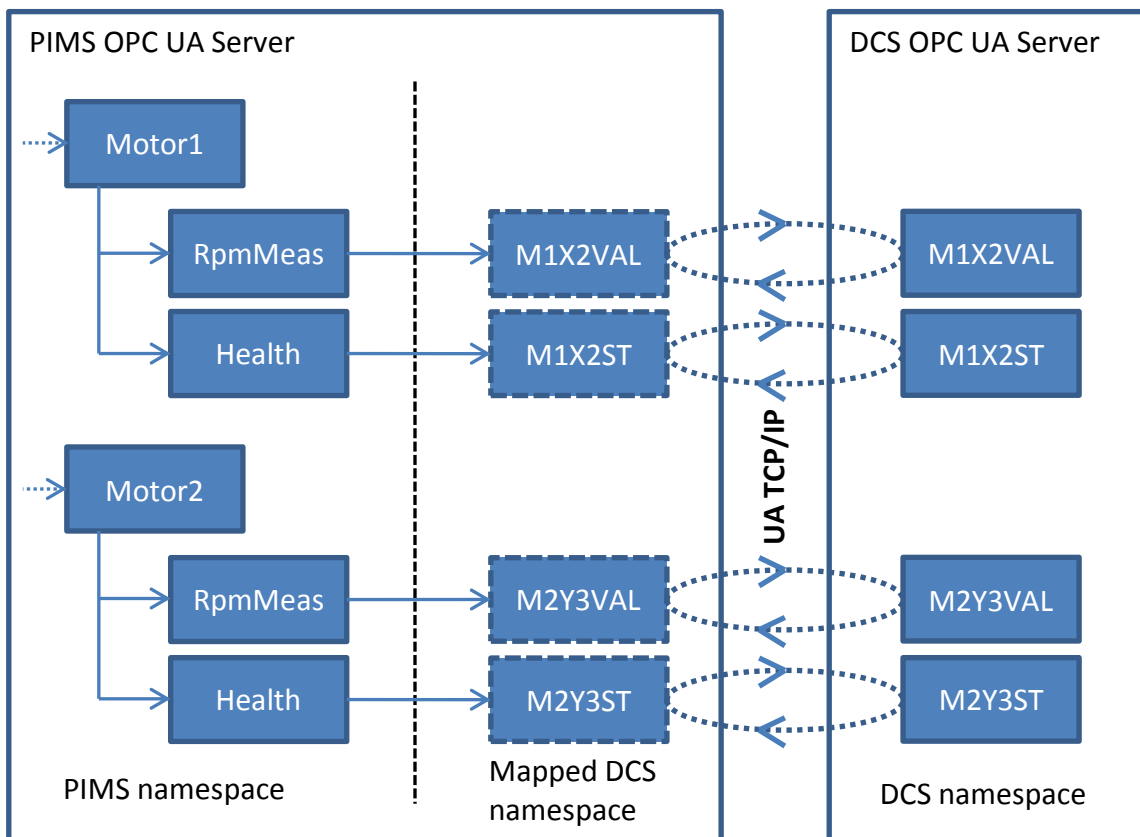 PIMS OPC UA Server
DCS OPC UA Server
Motor1
RpmMeas
M1X2VAL
M1X2VAL
Health
M1X2ST
M1X2ST
UA TCP/IP
Motor2
RpmMeas
M2Y3VAL
M2Y3VAL
Health
M2Y3ST
M2Y3ST
PIMS namespace
Mapped DCS
namespace
DCS namespace